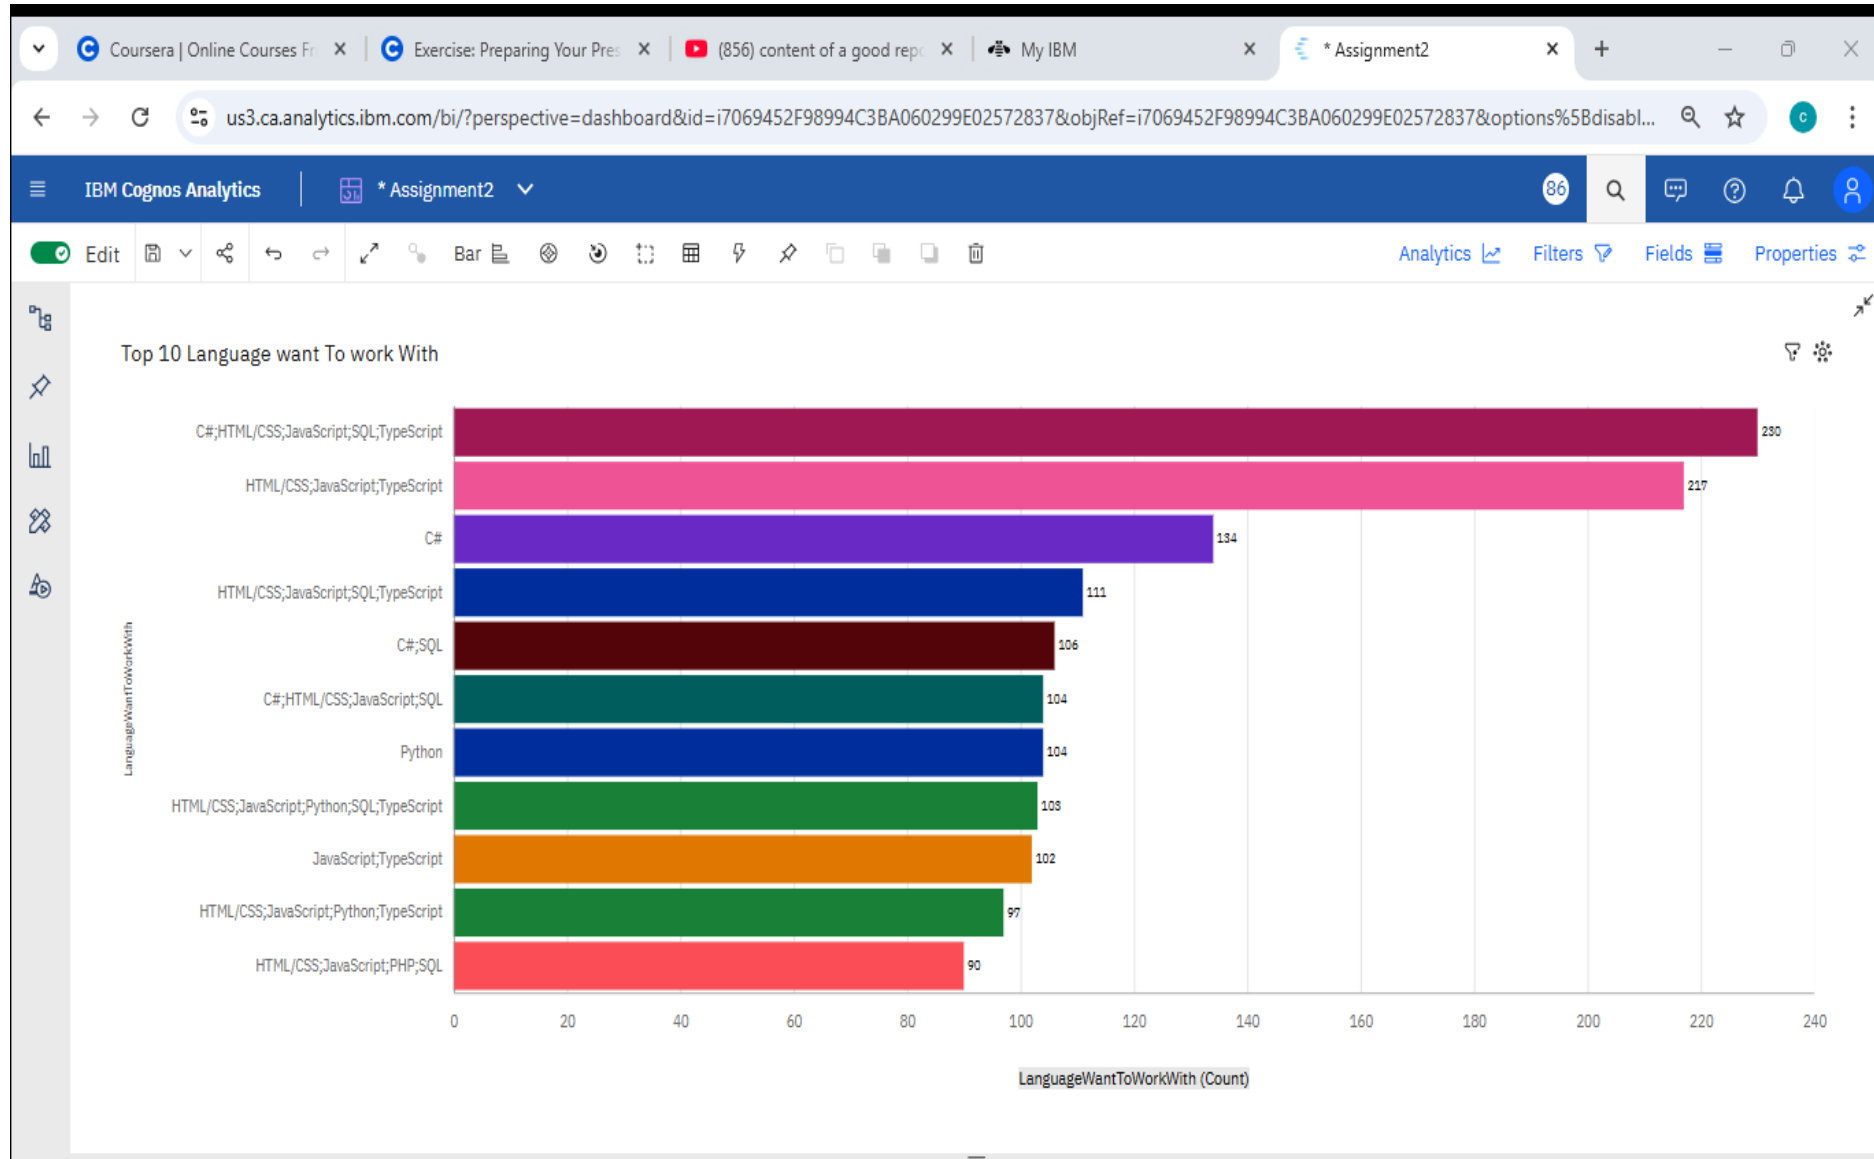 Coursera | Online Courses Fr
Exercise: Preparing Your Pres
(856) content of a good repo
My IBM
* Assignment2
us3.ca.analytics.ibm.com/bi/?perspective=dashboard&id=i7069452F98994C3BA060299E02572837&objRef=i7069452F98994C3BA060299E02572837&options%5Bdisabl...
C
IBM Cognos Analytics
* Assignment2
86
Edit
Bar
Analytics
Filters
Fields
Properties
Top 10 Language want To work With
LanguageWantToWorkWith
C#;HTML/CSS;JavaScript;SQL;TypeScript 230
HTML/CSS;JavaScript;TypeScript 217
C# 134
HTML/CSS;JavaScript;SQL;TypeScript 111
C#;SQL 106
C#;HTML/CSS;JavaScript;SQL 104
Python 104
HTML/CSS;JavaScript;Python;SQL;TypeScript 103
JavaScript;TypeScript 102
HTML/CSS;JavaScript;Python;TypeScript 97
HTML/CSS;JavaScript;PHP;SQL 90
0 20 40 60 80 100 120 140 160 180 200 220 240
LanguageWantToWorkWith (Count)